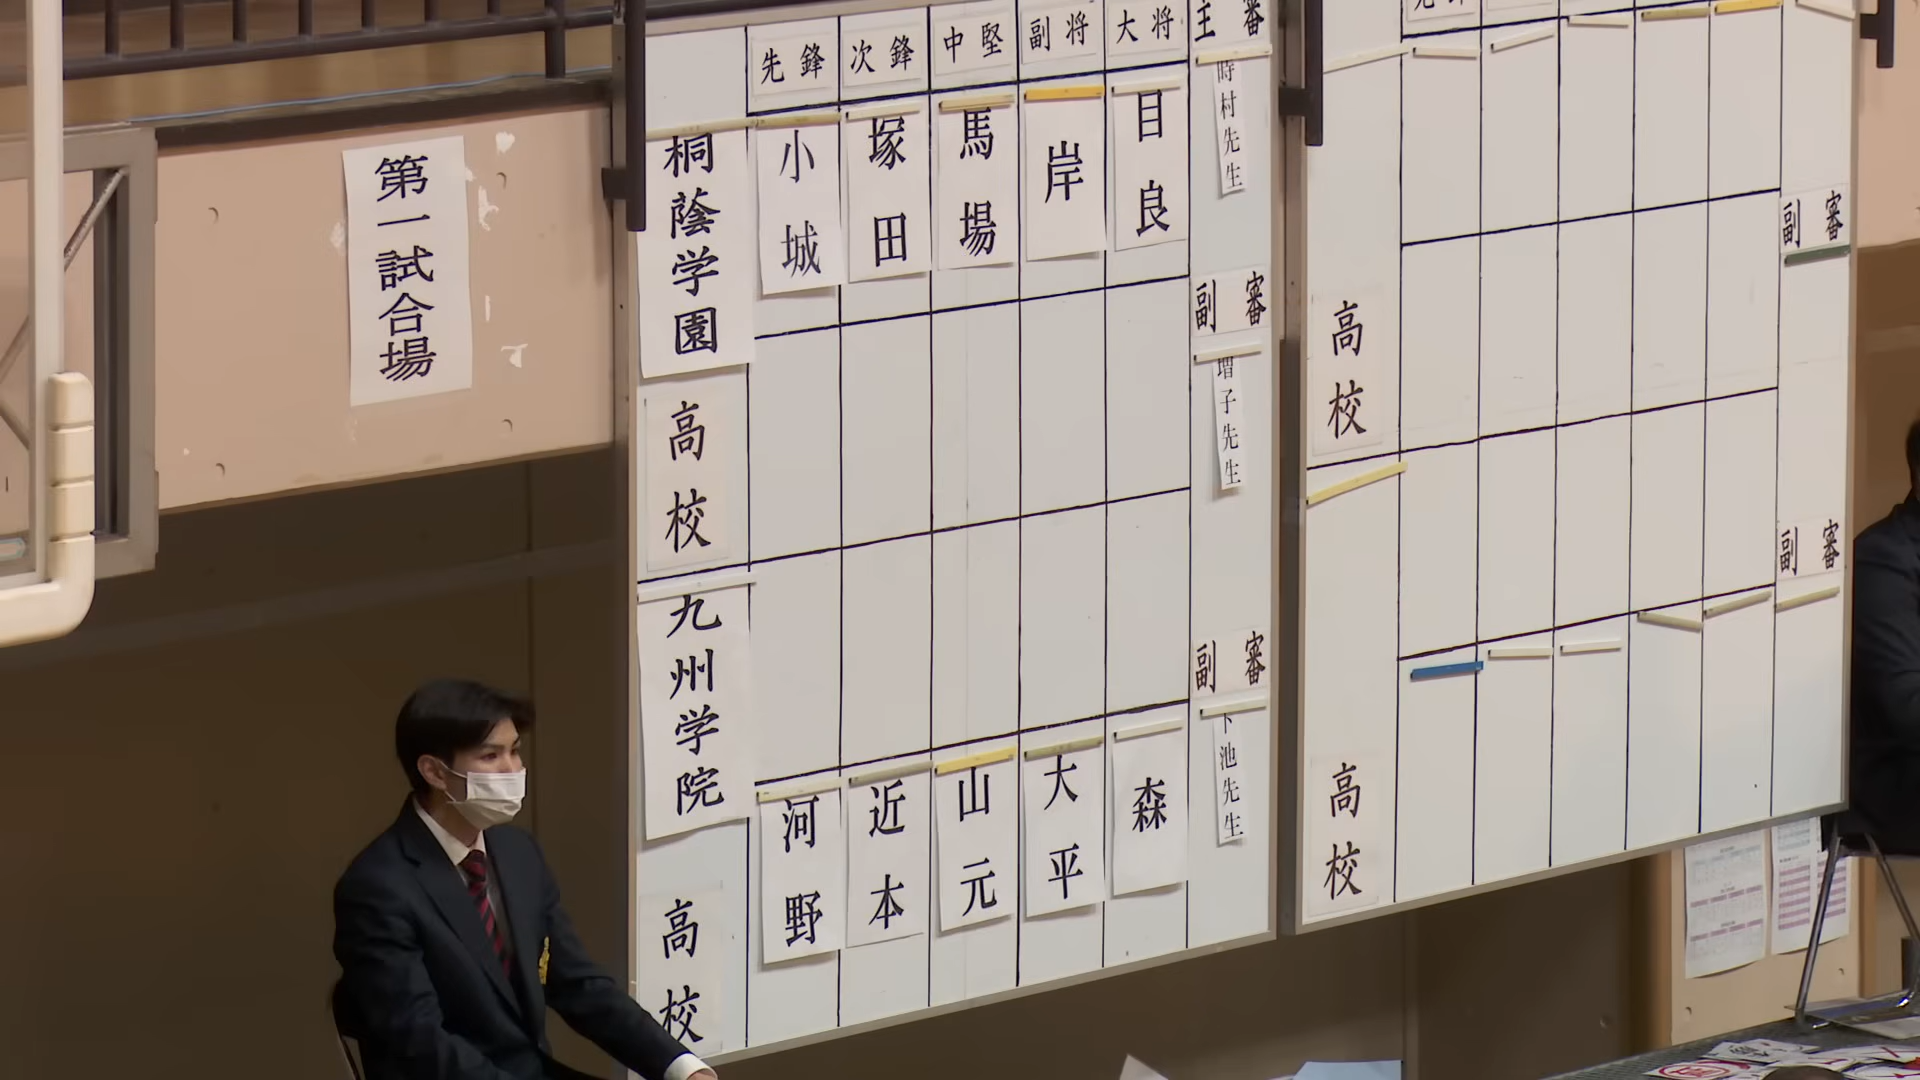 第一試合場
先鋒
次鋒
中堅
副将
大将
主審
桐蔭学園
高校
小城
塚田
馬場
岸
目良
時村先生
副審
増子先生
九州学院
高校
河野
近本
山元
大平
森
副審
下池先生
高校
高校
副審
副審